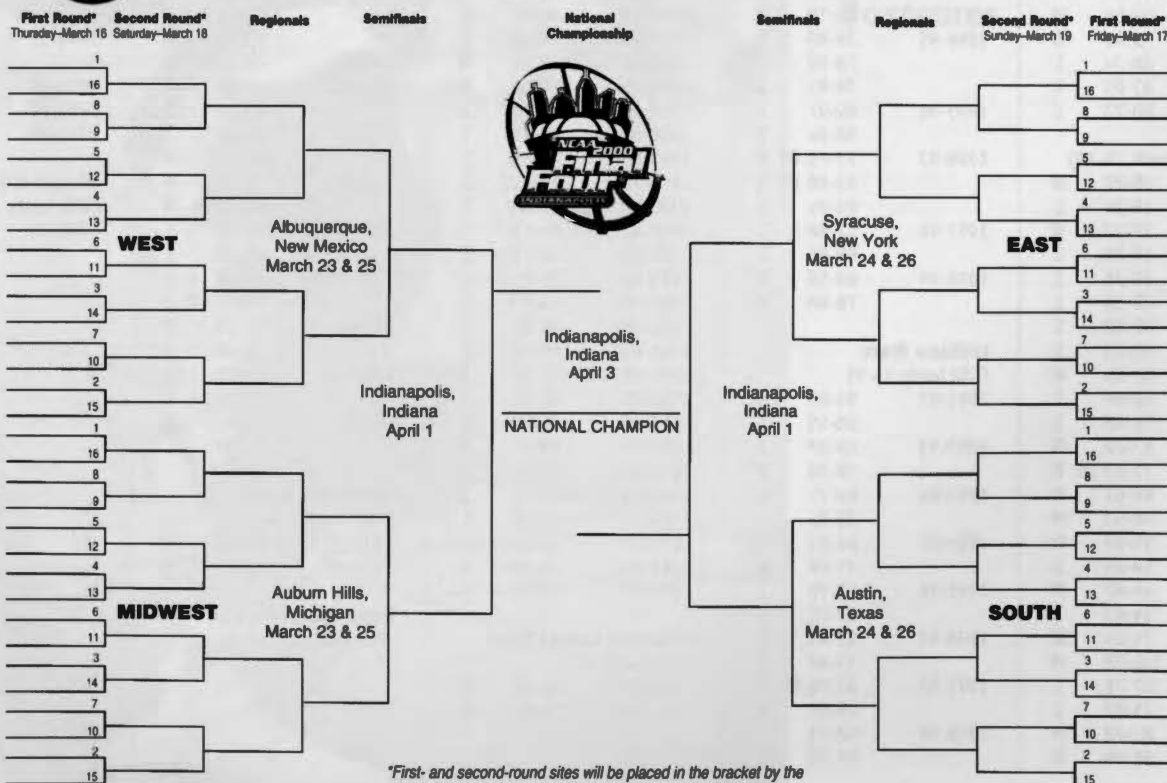 First Round*
Thursday–March 16
Second Round*
Saturday–March 18
Regionals
Semifinals
National
Championship
Semifinals
Regionals
Second Round*
Sunday–March 19
First Round*
Friday–March 17
1
16
8
9
5
12
4
13
6
11
3
14
7
10
2
15
WEST
Albuquerque,
New Mexico
March 23 & 25
1
16
8
9
5
12
4
13
6
11
3
14
7
10
2
15
MIDWEST
Auburn Hills,
Michigan
March 23 & 25
Indianapolis,
Indiana
April 1
NCAA
2000
Final
Four
INDIANAPOLIS
Indianapolis,
Indiana
April 3
NATIONAL CHAMPION
Indianapolis,
Indiana
April 1
Syracuse,
New York
March 24 & 26
EAST
1
16
8
9
5
12
4
13
6
11
3
14
7
10
2
15
Austin,
Texas
March 24 & 26
SOUTH
1
16
8
9
5
12
4
13
6
11
3
14
7
10
2
15
*First- and second-round sites will be placed in the bracket by the